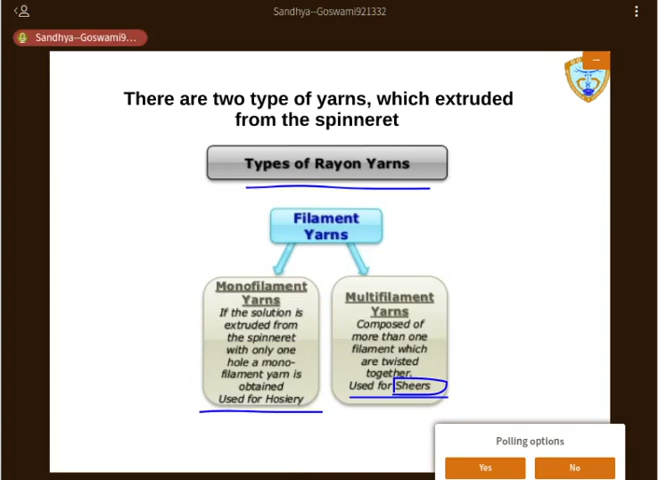 Sandhya--Goswami921332
Sandhya--Goswami9...
There are two type of yarns, which extruded
from the spinneret
Types of Rayon Yarns
Filament
Yarns
Monofilament
Yarns
If the solution is
extruded from
the spinneret
with only one
hole a mono-
filament yarn is
obtained
Used for Hosiery
Multifilament
Yarns
Composed of
more than one
filament which
are twisted
together.
Used for Sheers
Polling options
Yes
No